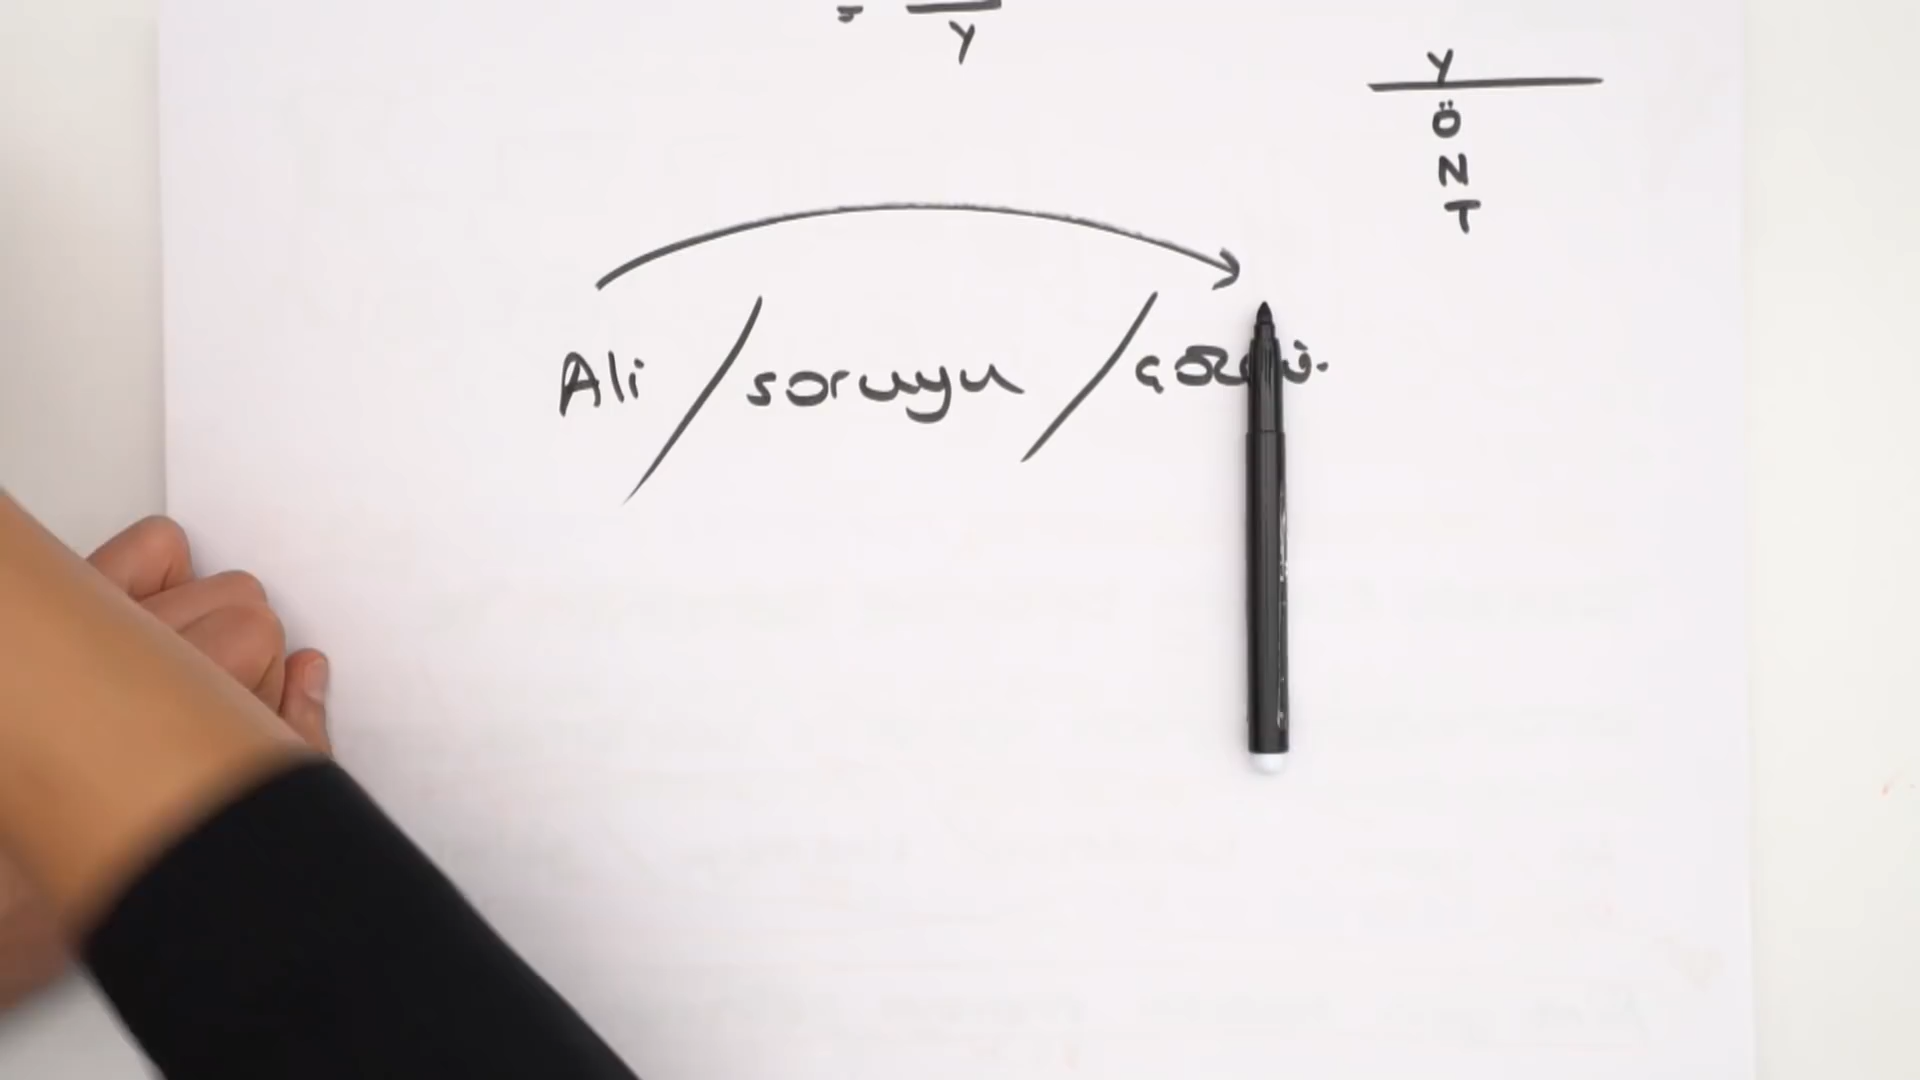 = Y
Y
Ö
N
T
Ali / soruyu /